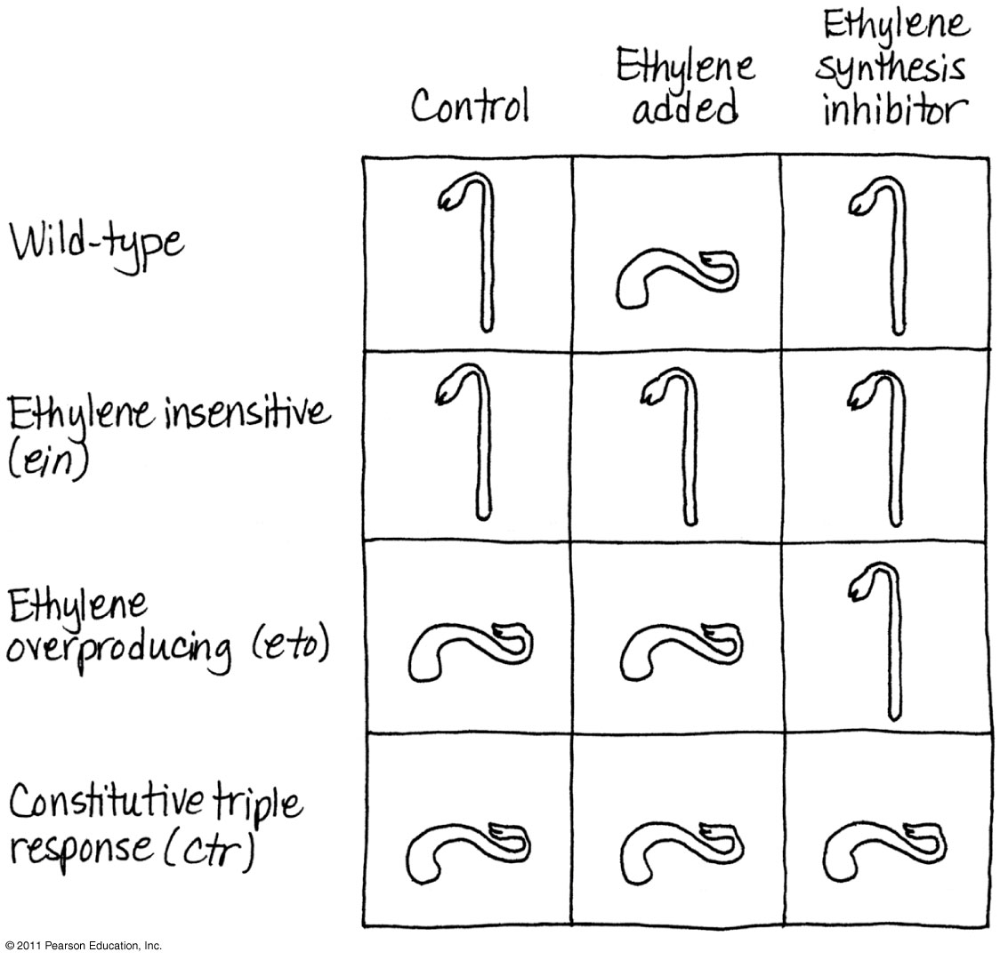 Control
Ethylene
added
Ethylene
synthesis
inhibitor
Wild-type
Ethylene insensitive
(ein)
Ethylene
overproducing (eto)
Constitutive triple
response (ctr)
© 2011 Pearson Education, Inc.